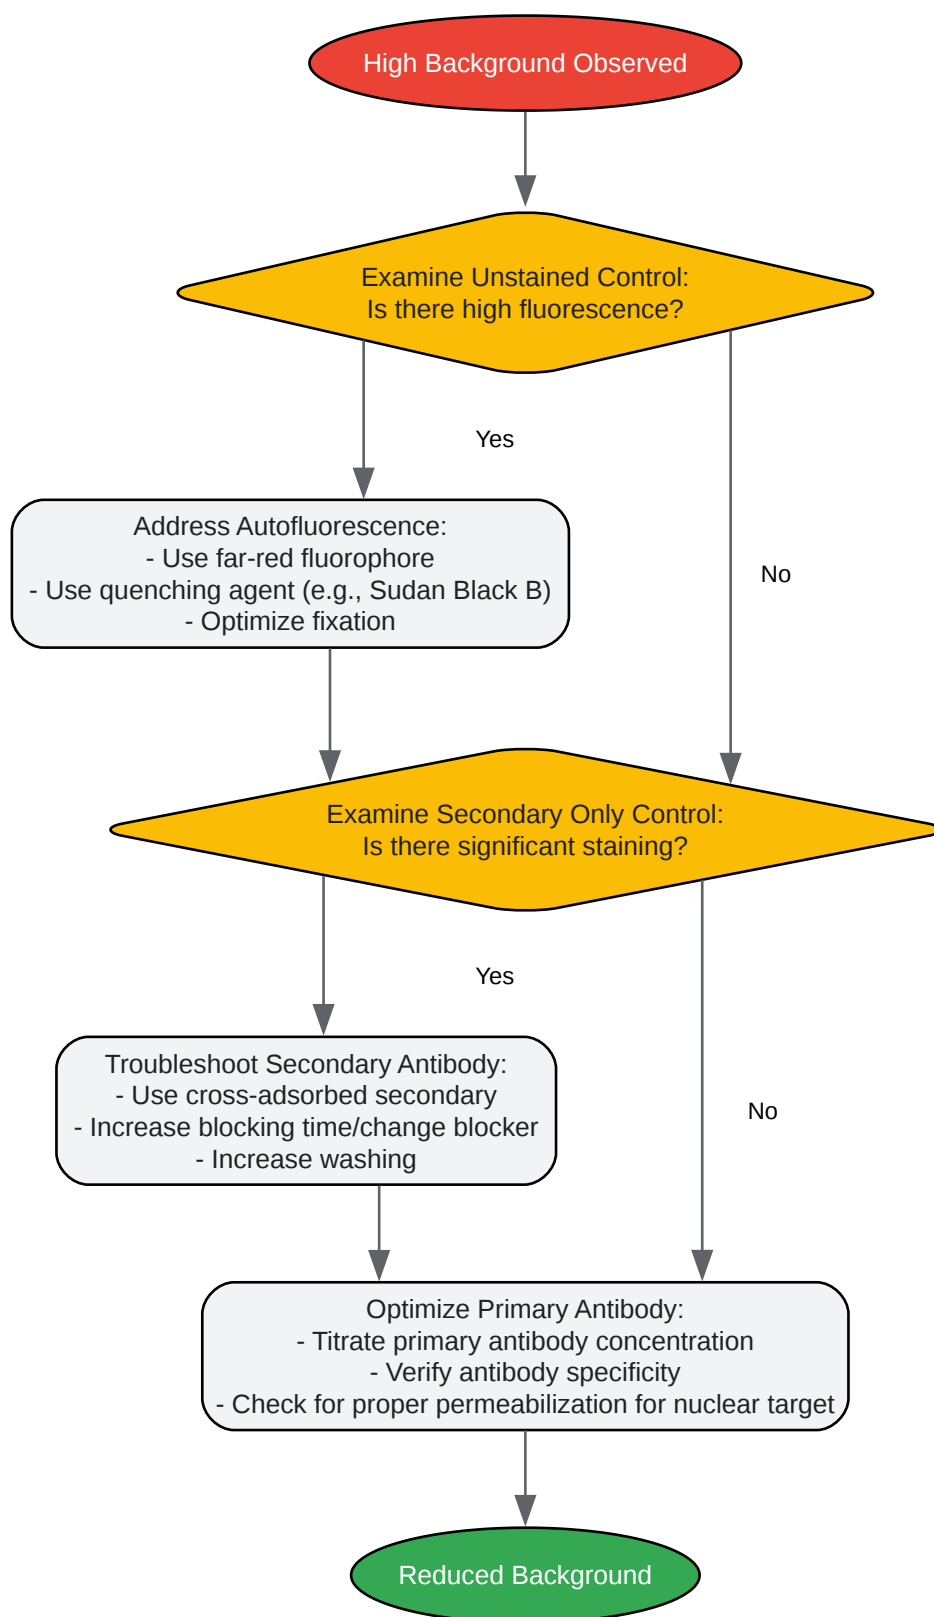 High Background Observed
Examine Unstained Control:
Is there high fluorescence?
Yes
Address Autofluorescence:
- Use far-red fluorophore
- Use quenching agent (e.g., Sudan Black B)
- Optimize fixation
No
Examine Secondary Only Control:
Is there significant staining?
Yes
Troubleshoot Secondary Antibody:
- Use cross-adsorbed secondary
- Increase blocking time/change blocker
- Increase washing
No
Optimize Primary Antibody:
- Titrate primary antibody concentration
- Verify antibody specificity
- Check for proper permeabilization for nuclear target
Reduced Background